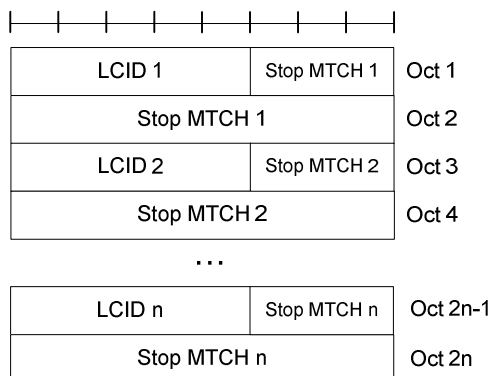 LCID 1 Stop MTCH 1 Oct 1
Stop MTCH 1 Oct 2
LCID 2 Stop MTCH 2 Oct 3
Stop MTCH 2 Oct 4
...
LCID n Stop MTCH n Oct 2n-1
Stop MTCH n Oct 2n